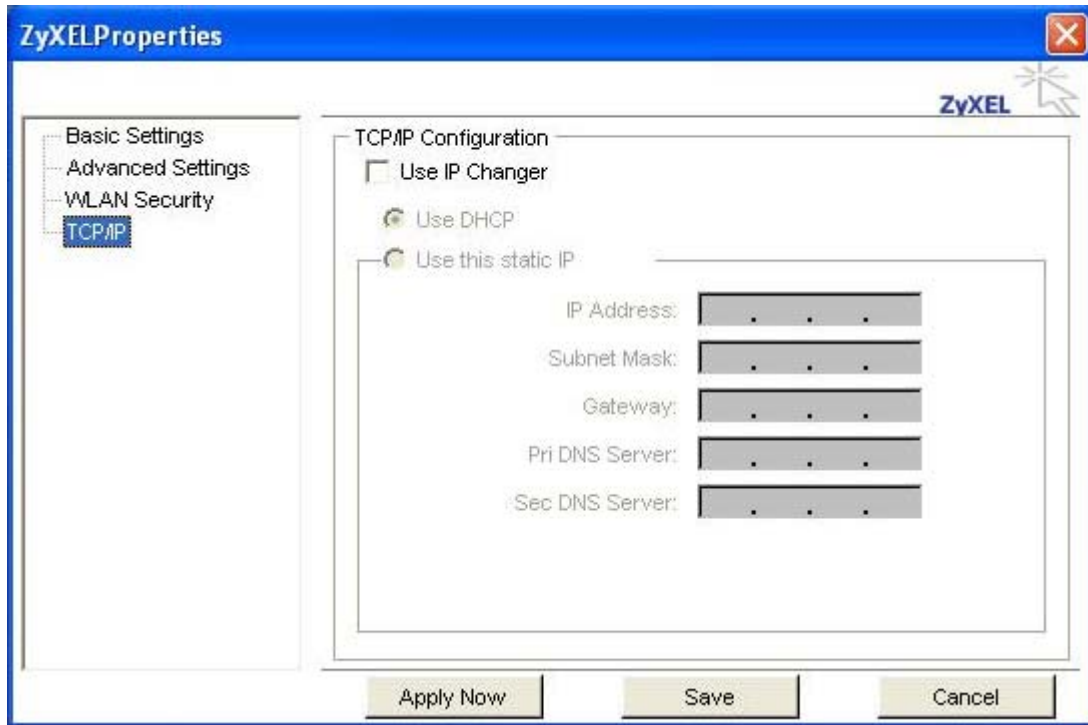 ZyXELProperties
ZyXEL
Basic Settings
Advanced Settings
WLAN Security
TCP/IP
TCP/IP Configuration
Use IP Changer
Use DHCP
Use this static IP
IP Address:
Subnet Mask:
Gateway:
Pri DNS Server:
Sec DNS Server:
Apply Now
Save
Cancel